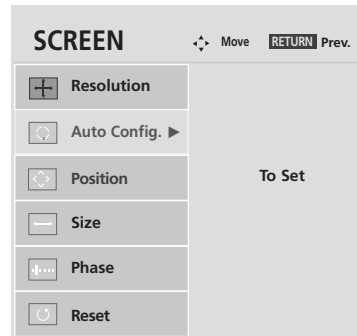 SCREEN
Move RETURN Prev.
Resolution
Auto Config. ►
Position
To Set
Size
Phase
Reset